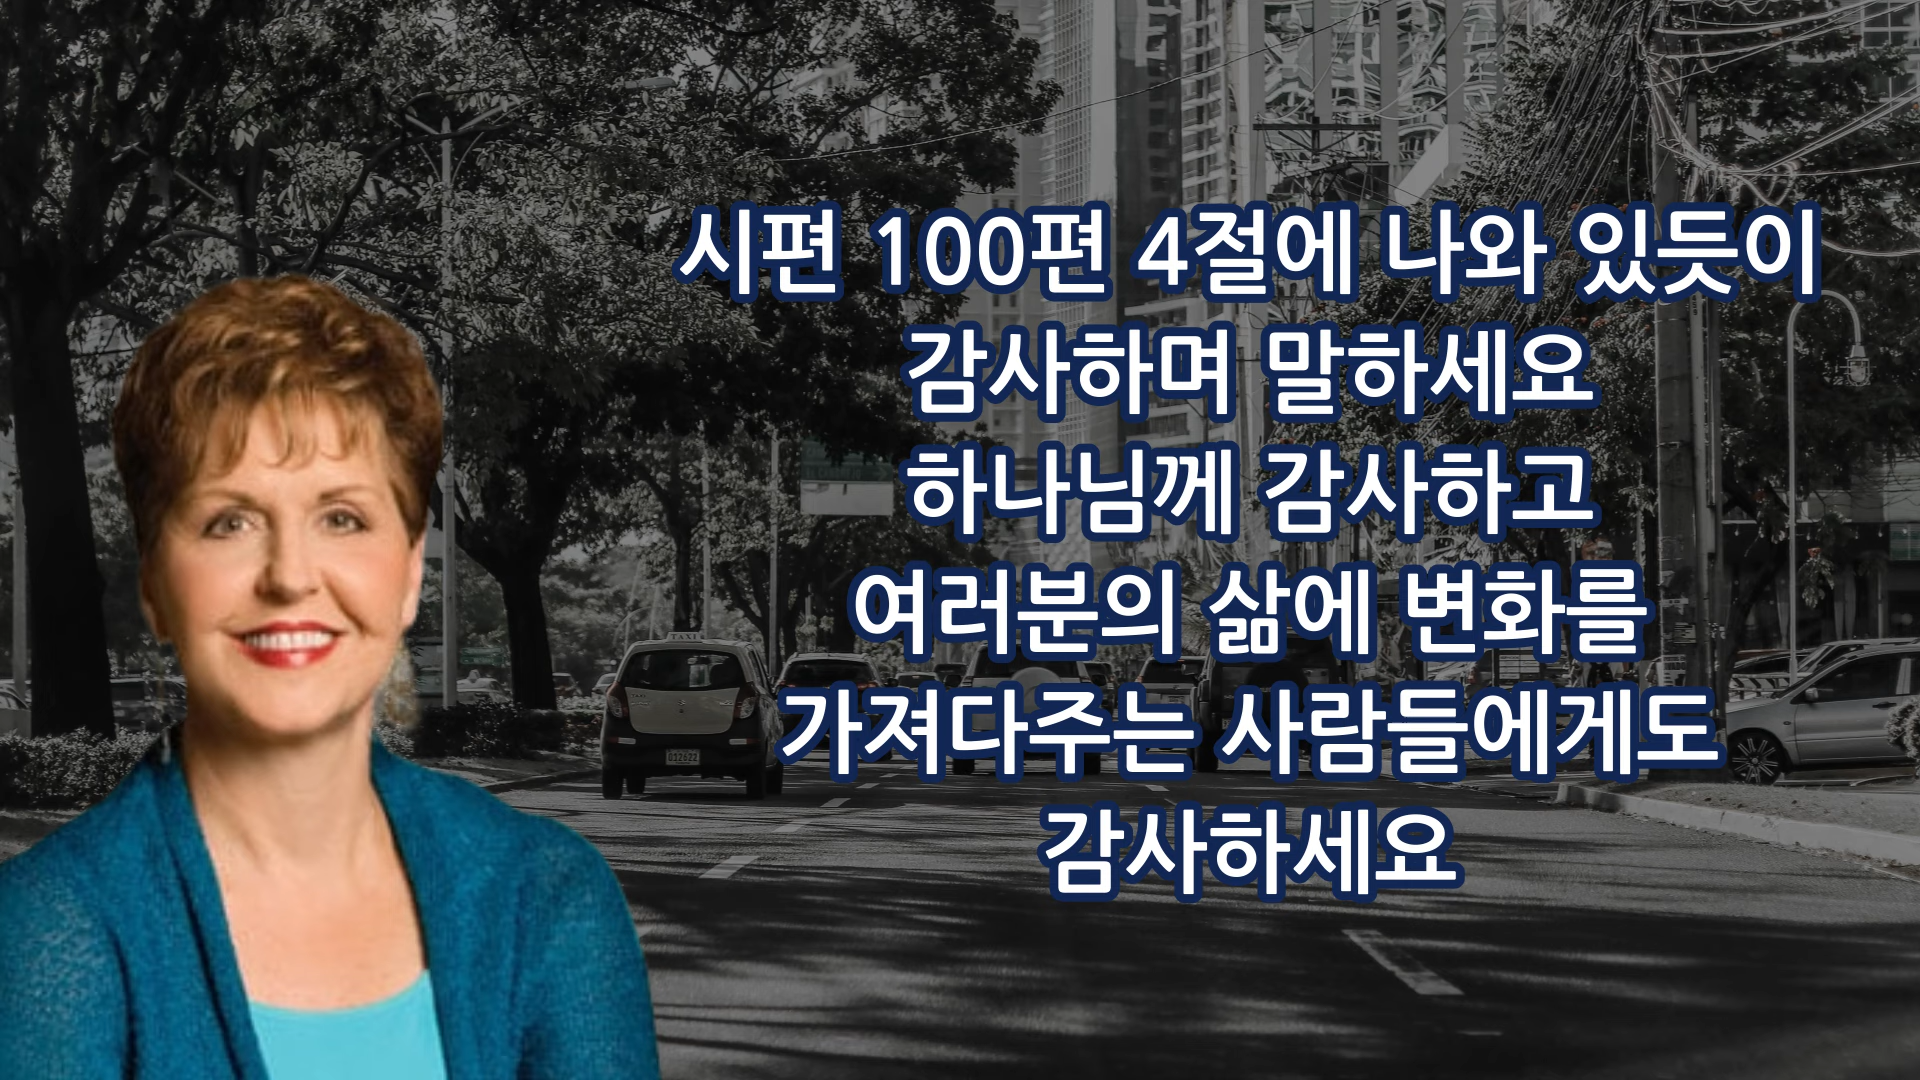 시편 100편 4절에 나와 있듯이
감사하며 말하세요
하나님께 감사하고
여러분의 삶에 변화를
가져다주는 사람들에게도
감사하세요
TAXI